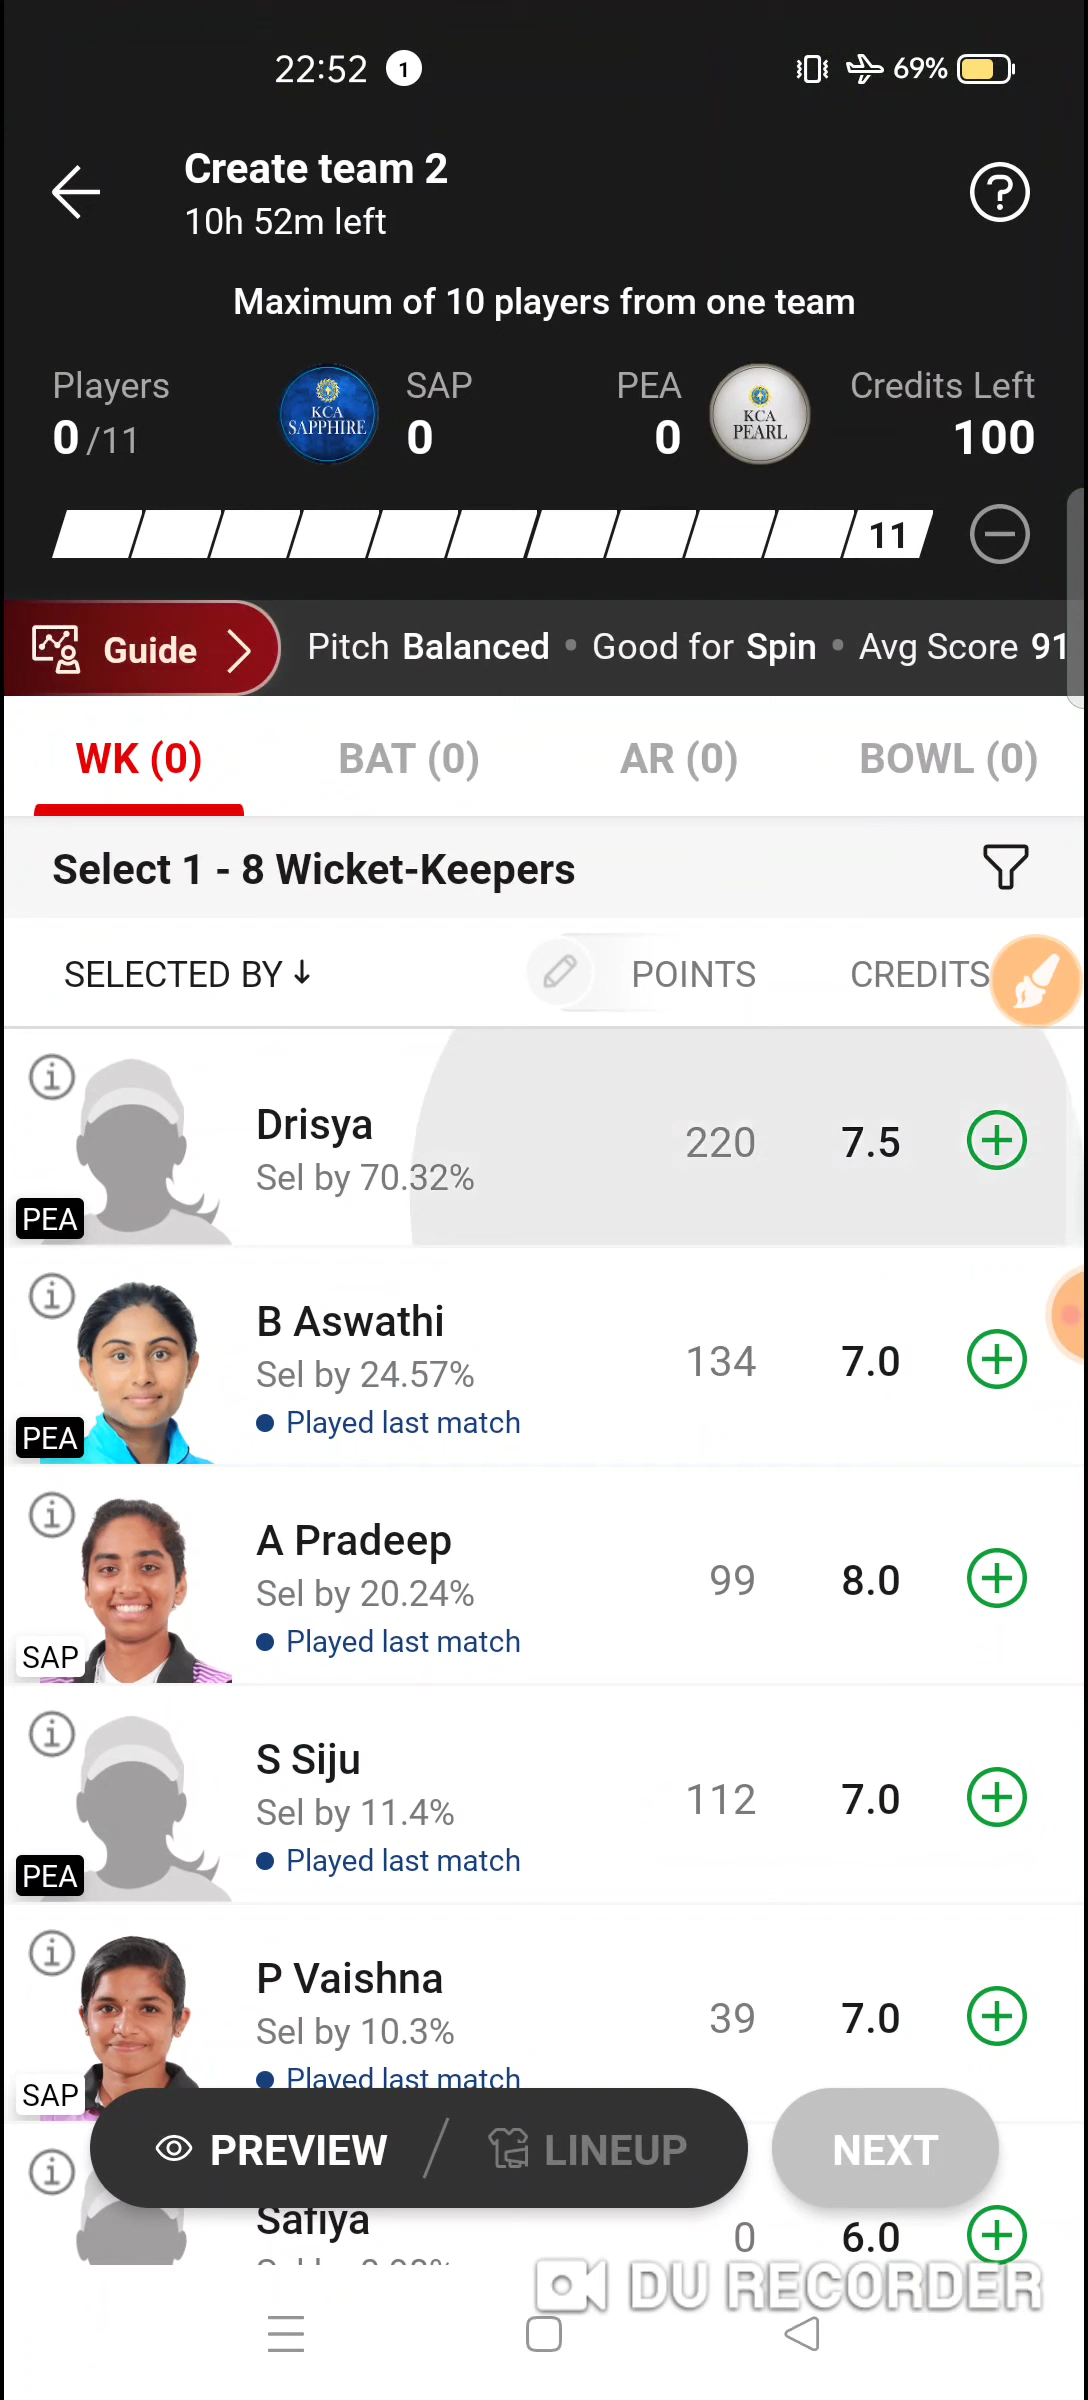 22:52 1 69%
Create team 2
10h 52m left
Maximum of 10 players from one team
Players SAP PEA Credits Left
0/11 0 0 100
KCA
SAPPHIRE
KCA
PEARL
11
Guide Pitch Balanced • Good for Spin • Avg Score 91
WK (0) BAT (0) AR (0) BOWL (0)
Select 1 - 8 Wicket-Keepers
SELECTED BY ↓ POINTS CREDITS
Drisya 220 7.5
Sel by 70.32%
PEA
B Aswathi 134 7.0
Sel by 24.57%
Played last match
PEA
A Pradeep 99 8.0
Sel by 20.24%
Played last match
SAP
S Siju 112 7.0
Sel by 11.4%
Played last match
PEA
P Vaishna 39 7.0
Sel by 10.3%
Played last match
SAP
PREVIEW LINEUP NEXT
Safiya 0 6.0
DU RECORDER